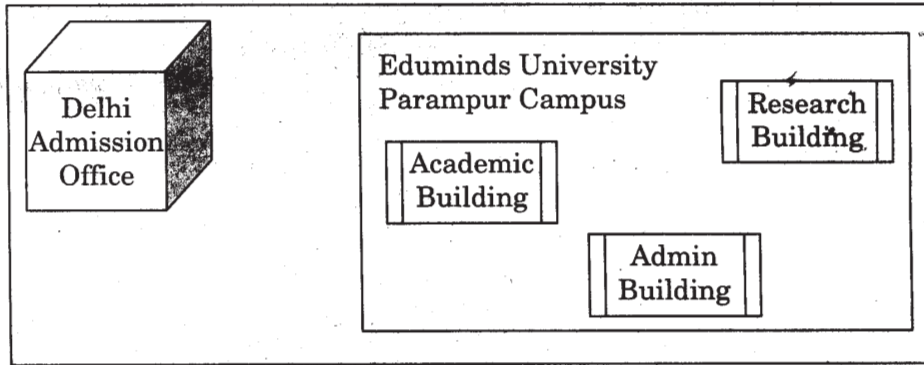 Delhi
Admission
Office
Eduminds University
Parampur Campus
Research
Building
Academic
Building
Admin
Building